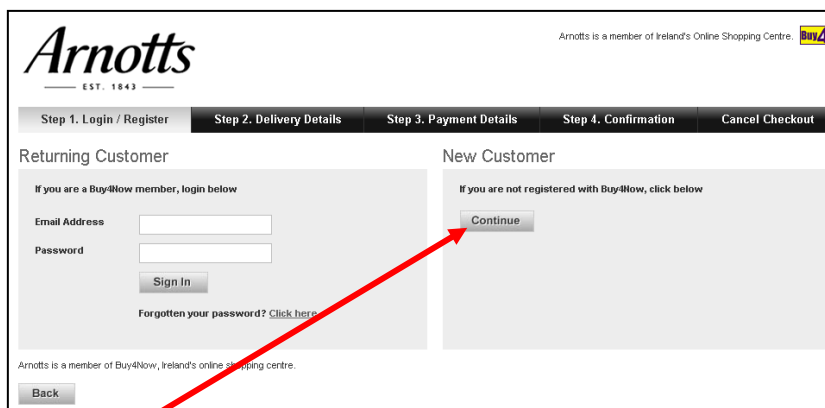 Arnotts
EST. 1843
Arnotts is a member of Ireland's Online Shopping Centre.
Step 1. Login / Register
Step 2. Delivery Details
Step 3. Payment Details
Step 4. Confirmation
Cancel Checkout
Returning Customer
If you are a Buy4Now member, login below
Email Address
Password
Sign In
Forgotten your password? Click here
New Customer
If you are not registered with Buy4Now, click below
Continue
Arnotts is a member of Buy4Now, Ireland's online shopping centre.
Back